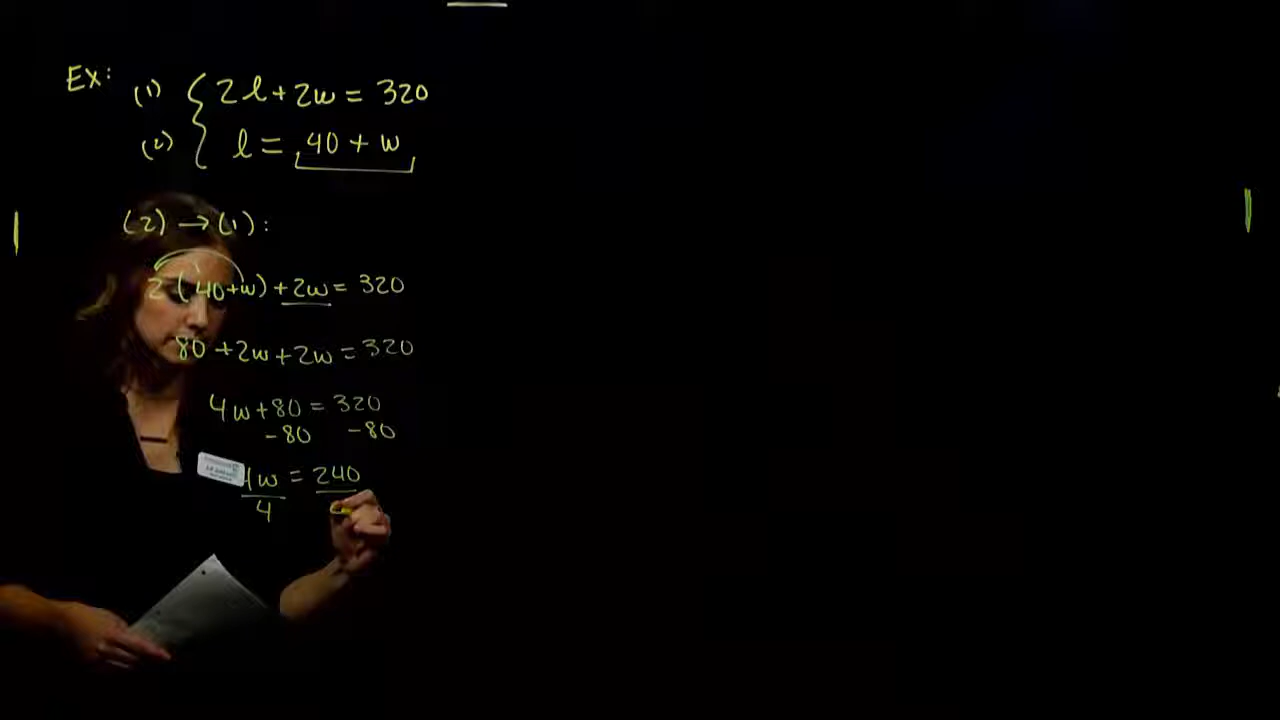 Ex: (1) { 2l + 2w = 320
(2) l = 40 + w
(2) → (1):
2(40+w) + 2w = 320
80 + 2w + 2w = 320
4w + 80 = 320
-80 -80
4w = 240
4